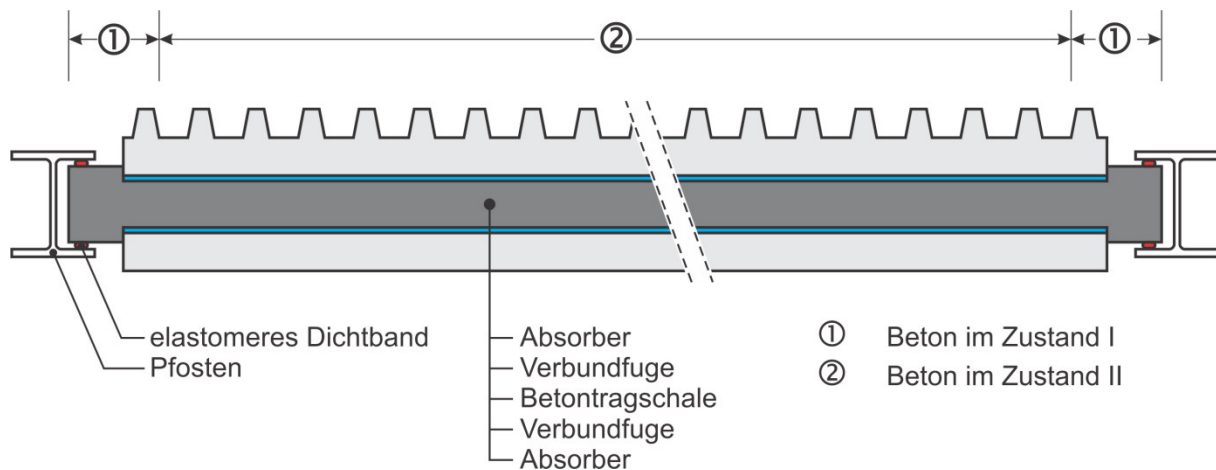 ① ② ①
elastomeres Dichtband
Pfosten
Absorber
Verbundfuge
Betontragschale
Verbundfuge
Absorber
① Beton im Zustand I
② Beton im Zustand II